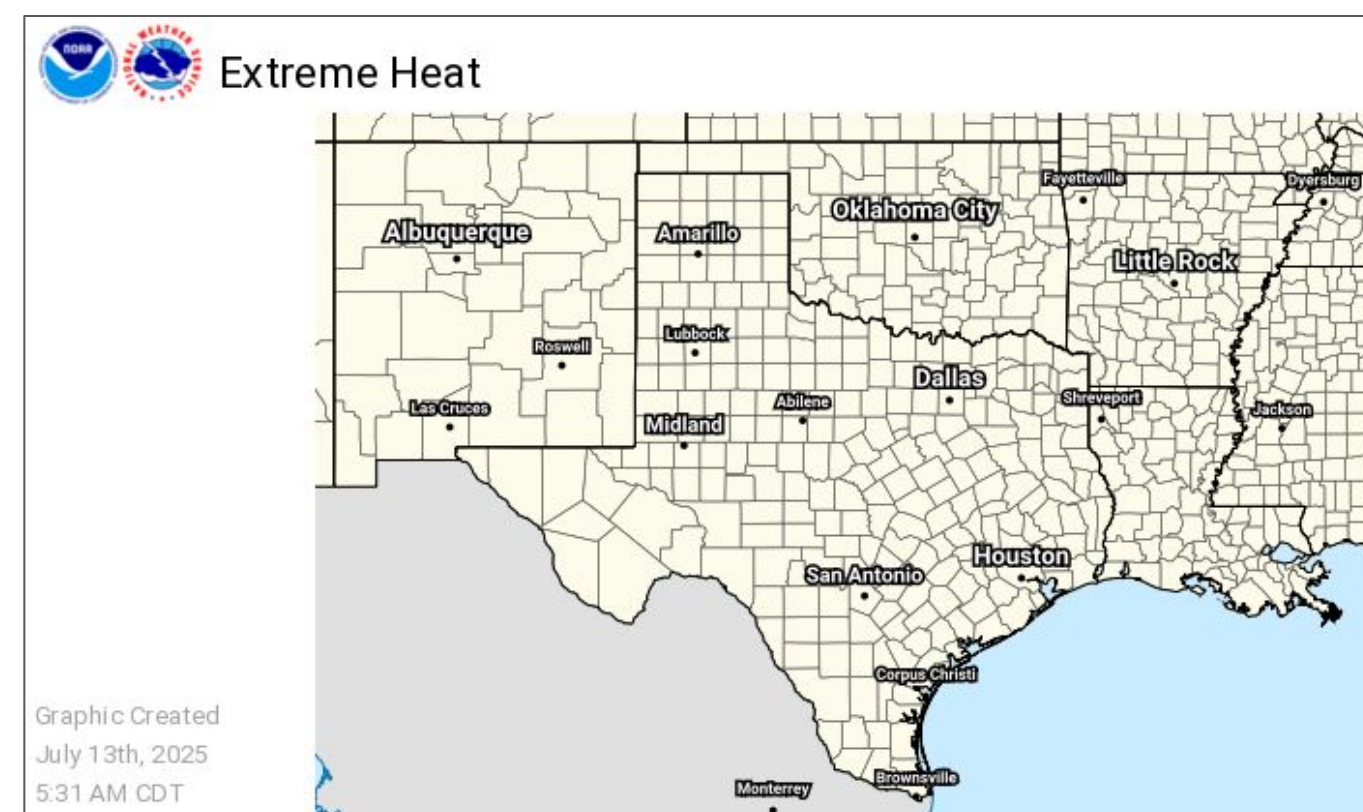 NOAA
NATIONAL WEATHER SERVICE
Extreme Heat
Fayetteville
Dyersburg
Oklahoma City
Albuquerque
Amarillo
Little Rock
Lubbock
Roswell
Dallas
Shreveport
Abilene
Las Cruces
Jackson
Midland
Houston
San Antonio
Corpus Christi
Graphic Created
July 13th, 2025
5:31 AM CDT
Brownsville
Monterrey